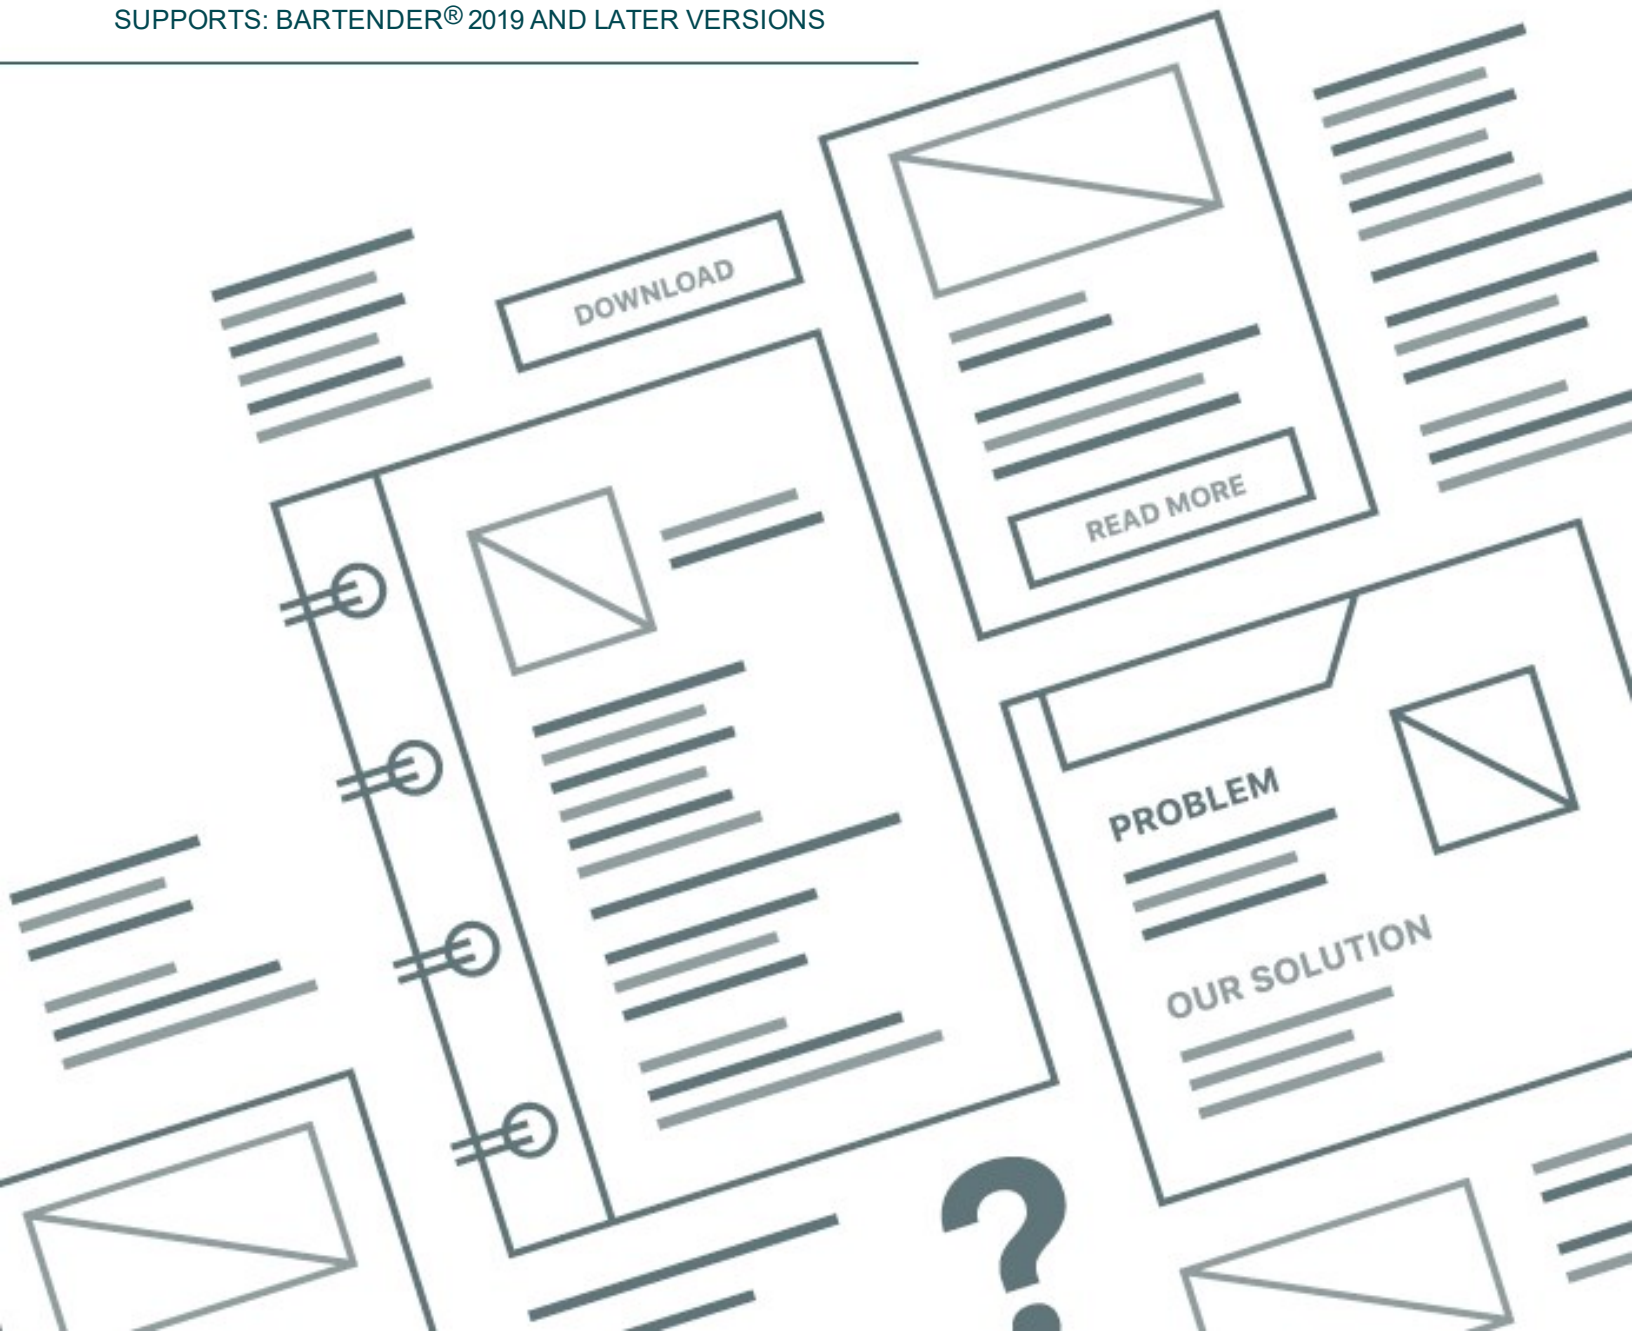 SUPPORTS: BARTENDER® 2019 AND LATER VERSIONS
DOWNLOAD
READ MORE
PROBLEM
OUR SOLUTION
?